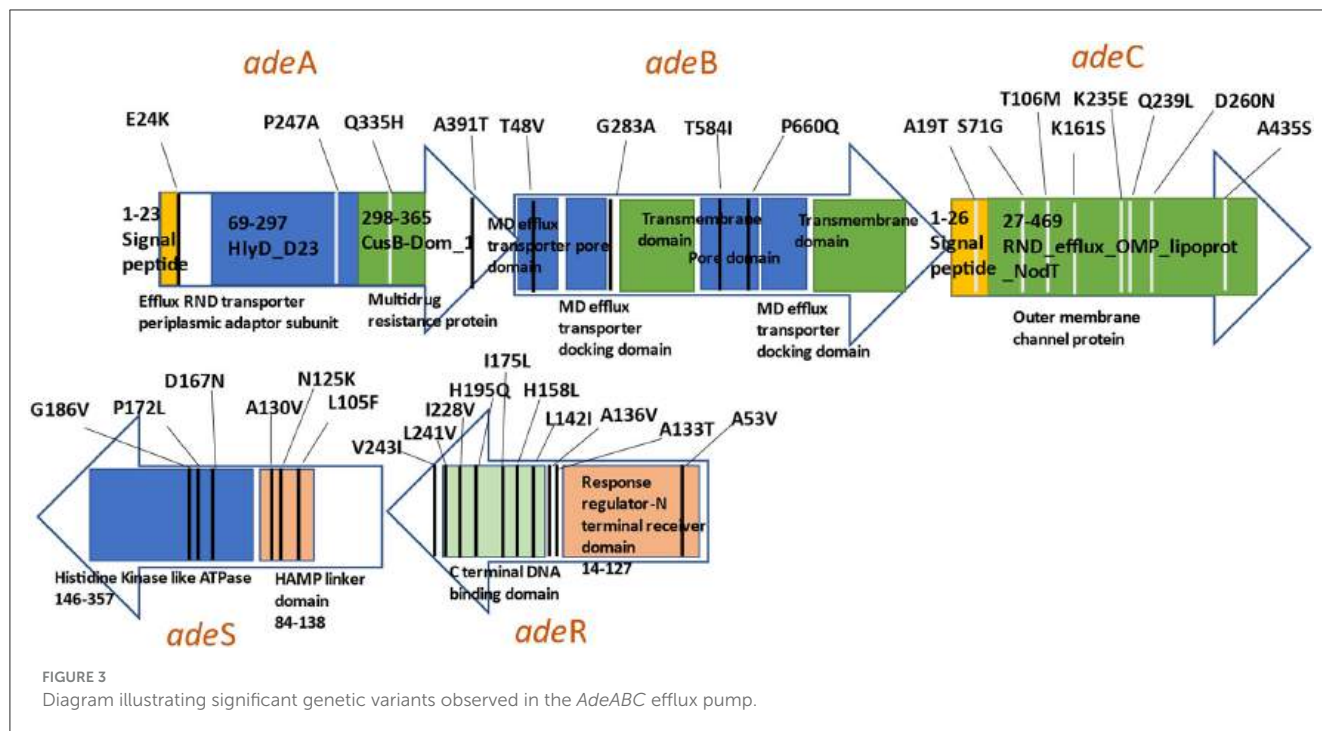 adeA
adeB
adeC
E24K
P247A
Q335H
A391T
T48V
G283A
T584I
P660Q
A19T
S71G
T106M
K161S
K235E
Q239L
D260N
A435S
1-23
Signal
peptide
69-297
HlyD_D23
298-365
CusB-Dom_1
Efflux RND transporter
periplasmic adaptor subunit
Multidrug
resistance protein
MD efflux
transporter pore
domain
Transmembrane
domain
Pore domain
Transmembrane
domain
MD efflux
transporter
docking domain
MD efflux
transporter
docking domain
1-26
Signal
peptide
27-469
RND_efflux_OMP_lipoprot
_NodT
Outer membrane
channel protein
G186V
P172L
D167N
A130V
N125K
L105F
V243I
L241V
I228V
H195Q
I175L
H158L
L142I
A136V
A133T
A53V
Histidine Kinase like ATPase
146-357
HAMP linker
domain
84-138
C terminal DNA
binding domain
Response
regulator-N
terminal receiver
domain
14-127
adeS
adeR
FIGURE 3
Diagram illustrating significant genetic variants observed in the AdeABC efflux pump.